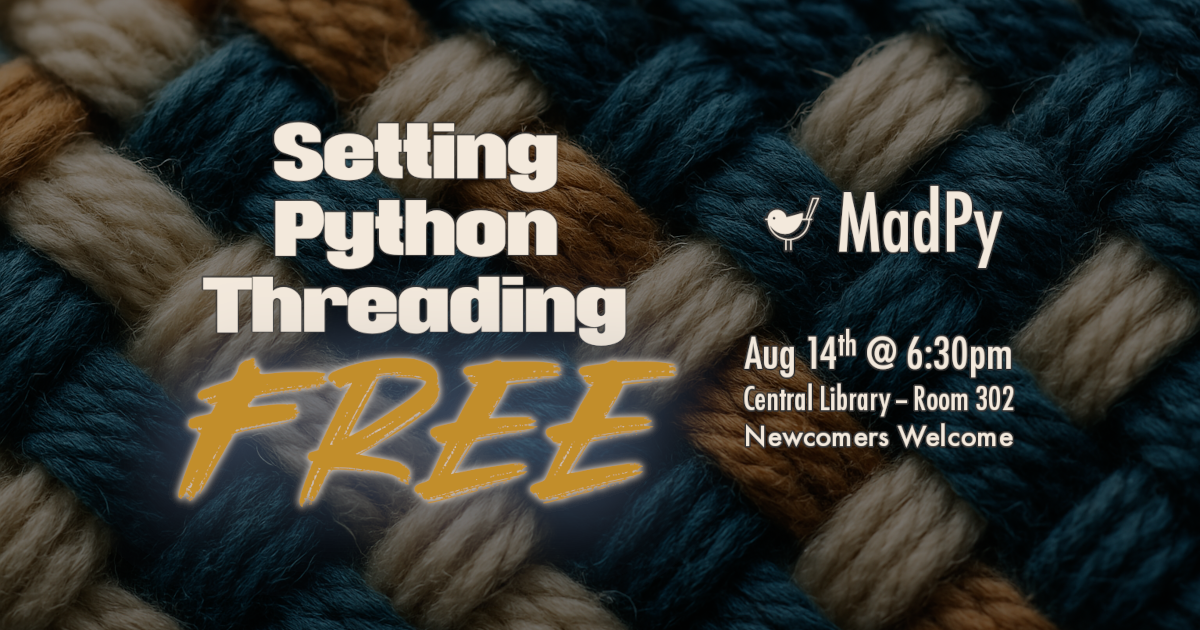 Setting
Python
Threading
FREE
MadPy
Aug 14th @ 6:30pm
Central Library – Room 302
Newcomers Welcome